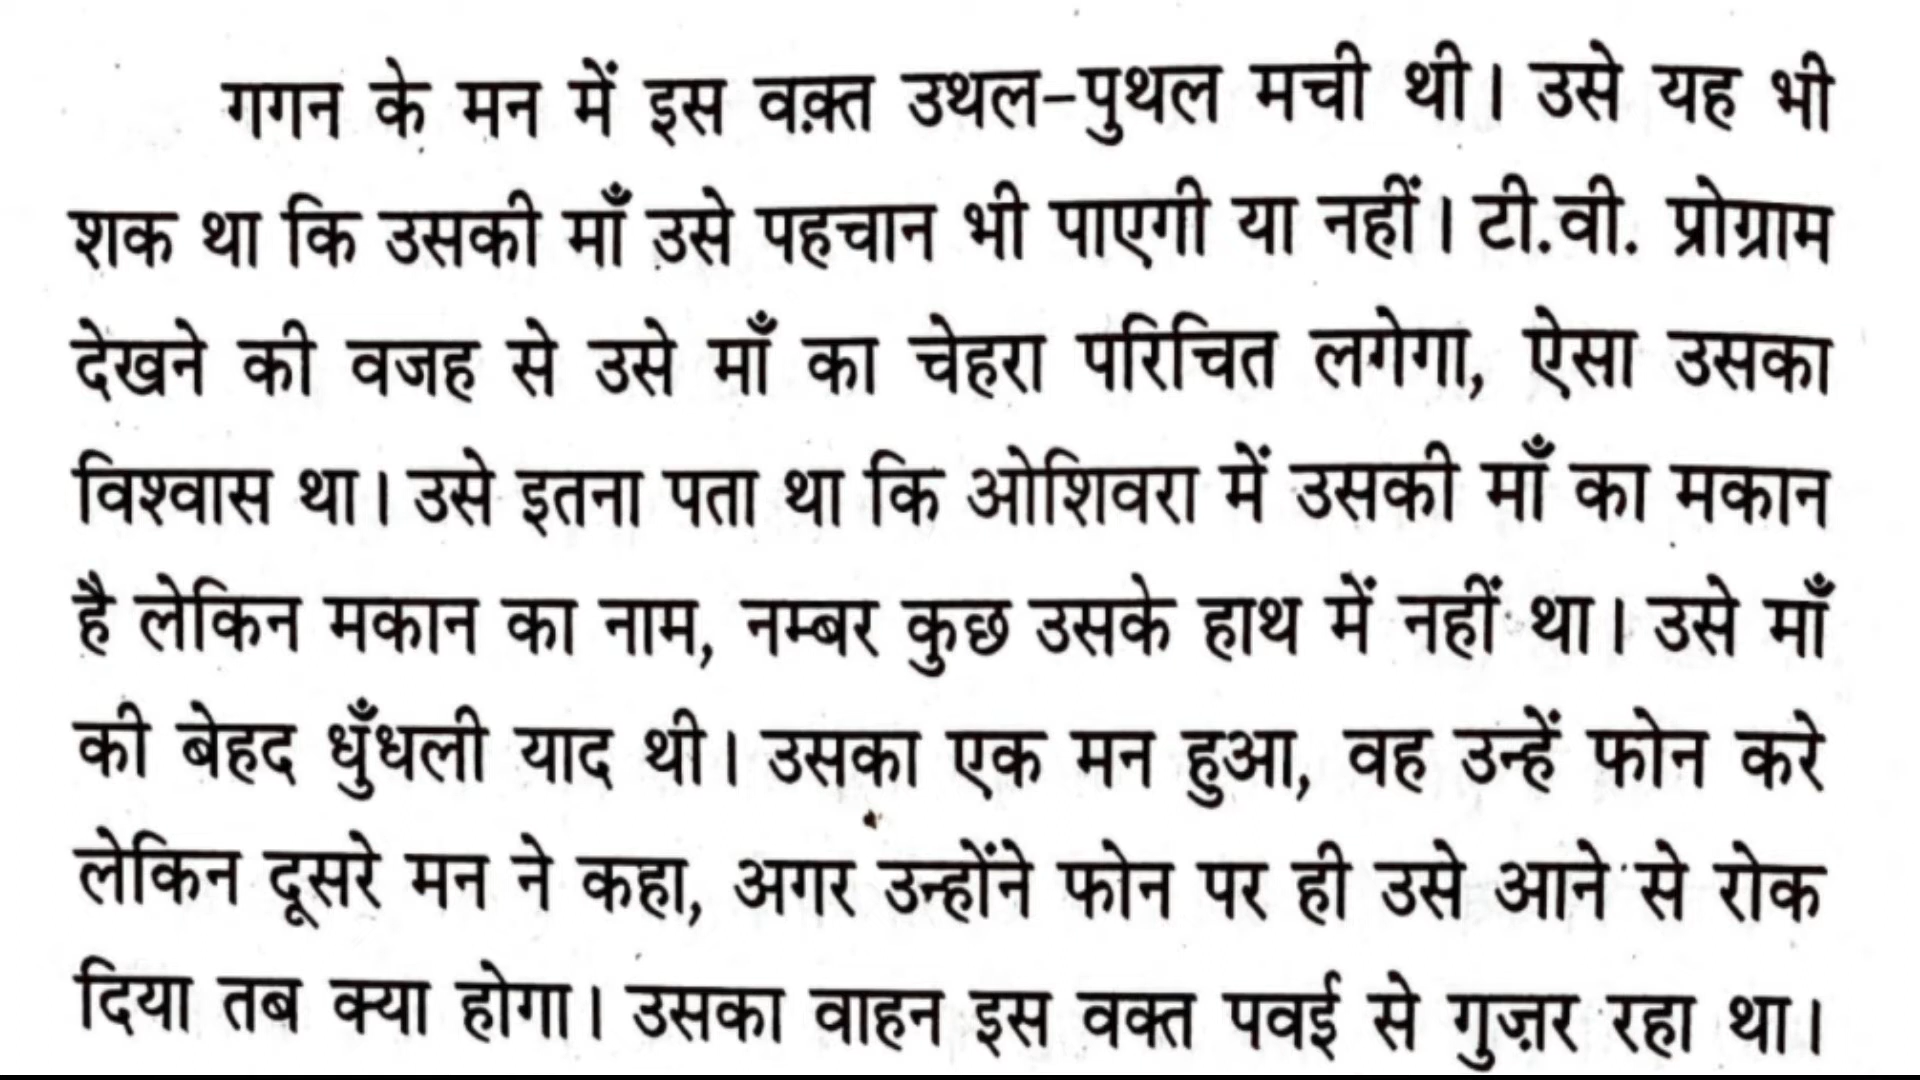 गगन के मन में इस वक़्त उथल-पुथल मची थी। उसे यह भी
शक था कि उसकी माँ उसे पहचान भी पाएगी या नहीं। टी.वी. प्रोग्राम
देखने की वजह से उसे माँ का चेहरा परिचित लगेगा, ऐसा उसका
विश्वास था। उसे इतना पता था कि ओशिवरा में उसकी माँ का मकान
है लेकिन मकान का नाम, नम्बर कुछ उसके हाथ में नहीं था। उसे माँ
की बेहद धुँधली याद थी। उसका एक मन हुआ, वह उन्हें फोन करे
लेकिन दूसरे मन ने कहा, अगर उन्होंने फोन पर ही उसे आने से रोक
दिया तब क्या होगा। उसका वाहन इस वक्त पवई से गुज़र रहा था।